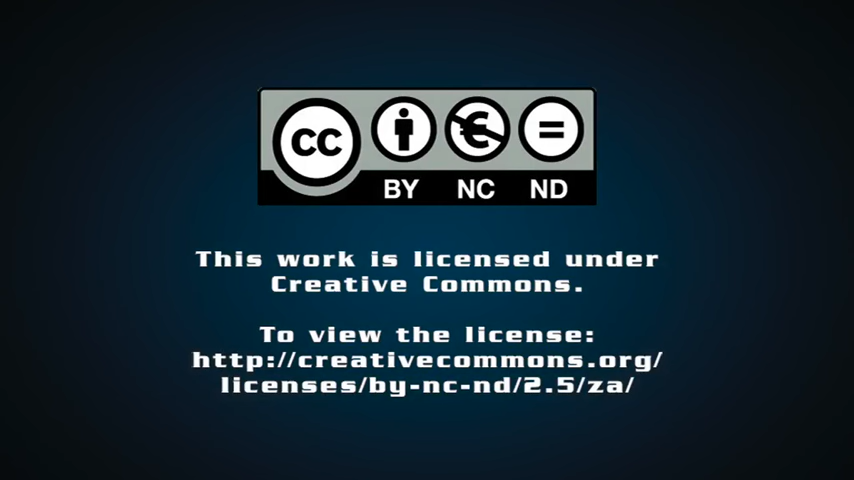 cc
BY NC ND
This work is licensed under
Creative Commons.
To view the license:
http://creativecommons.org/
licenses/by-nc-nd/2.5/za/